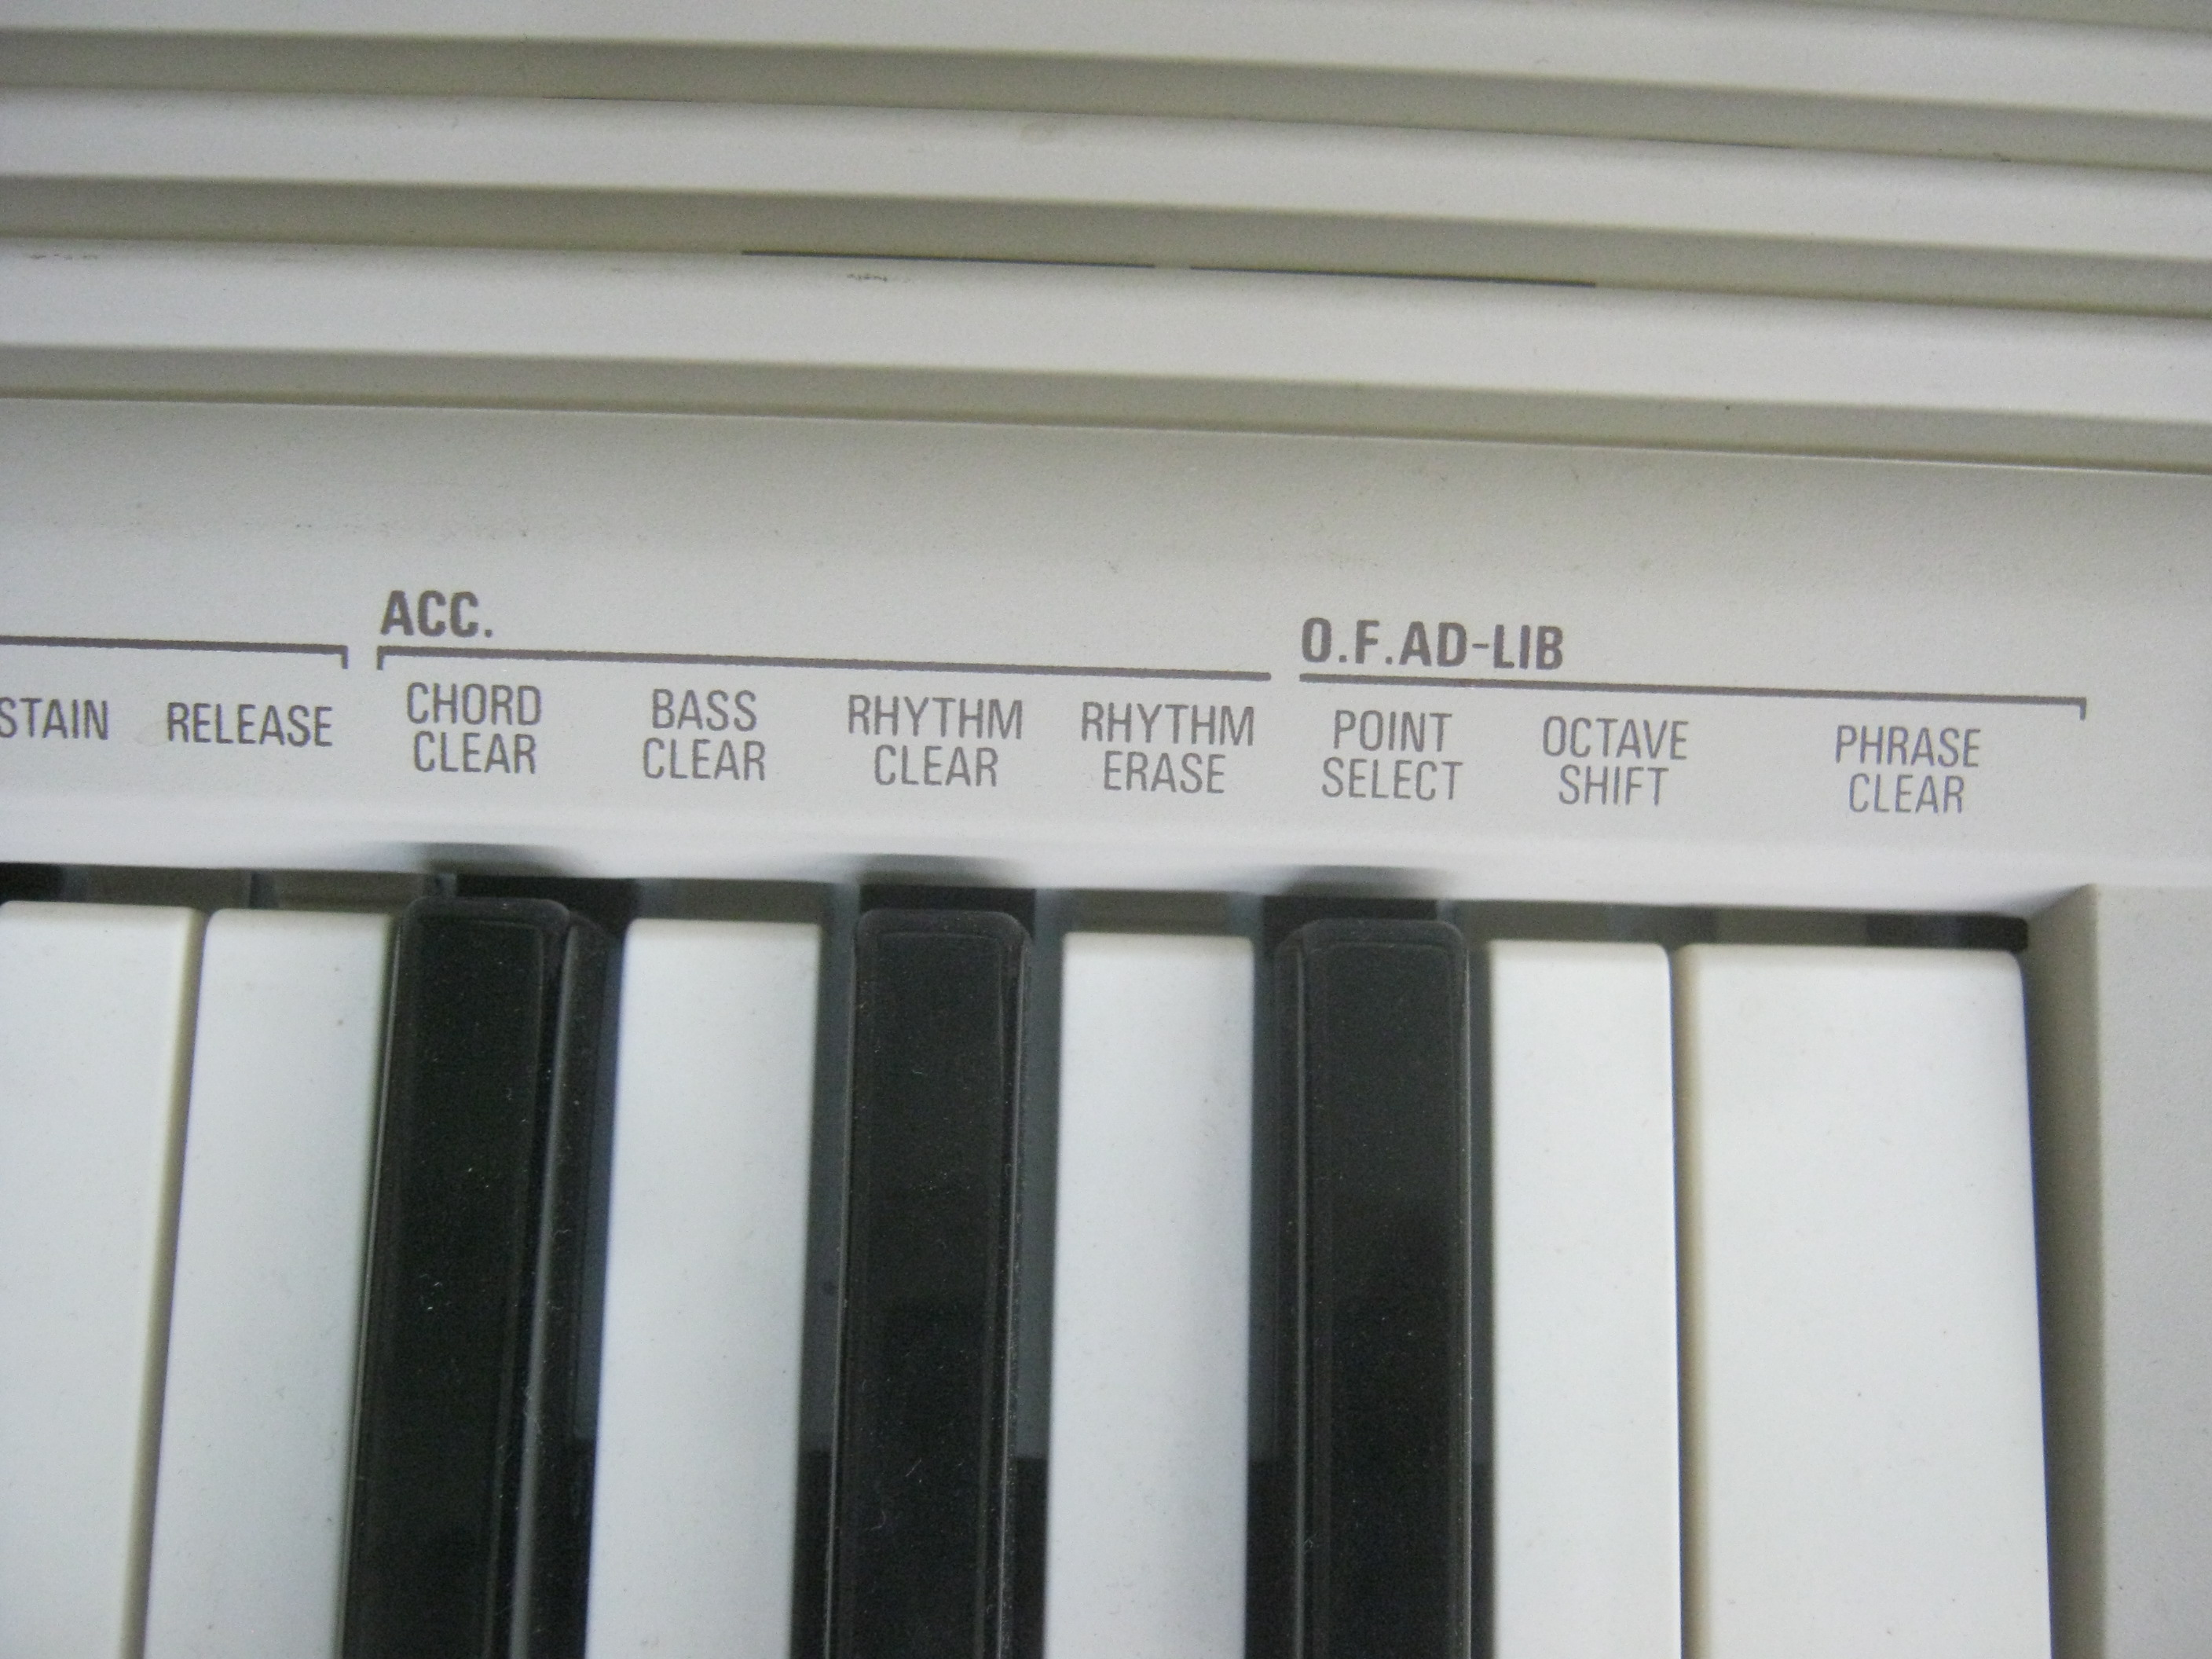 ACC.
O.F.AD-LIB
STAIN
RELEASE
CHORD
CLEAR
BASS
CLEAR
RHYTHM
CLEAR
RHYTHM
ERASE
POINT
SELECT
OCTAVE
SHIFT
PHRASE
CLEAR